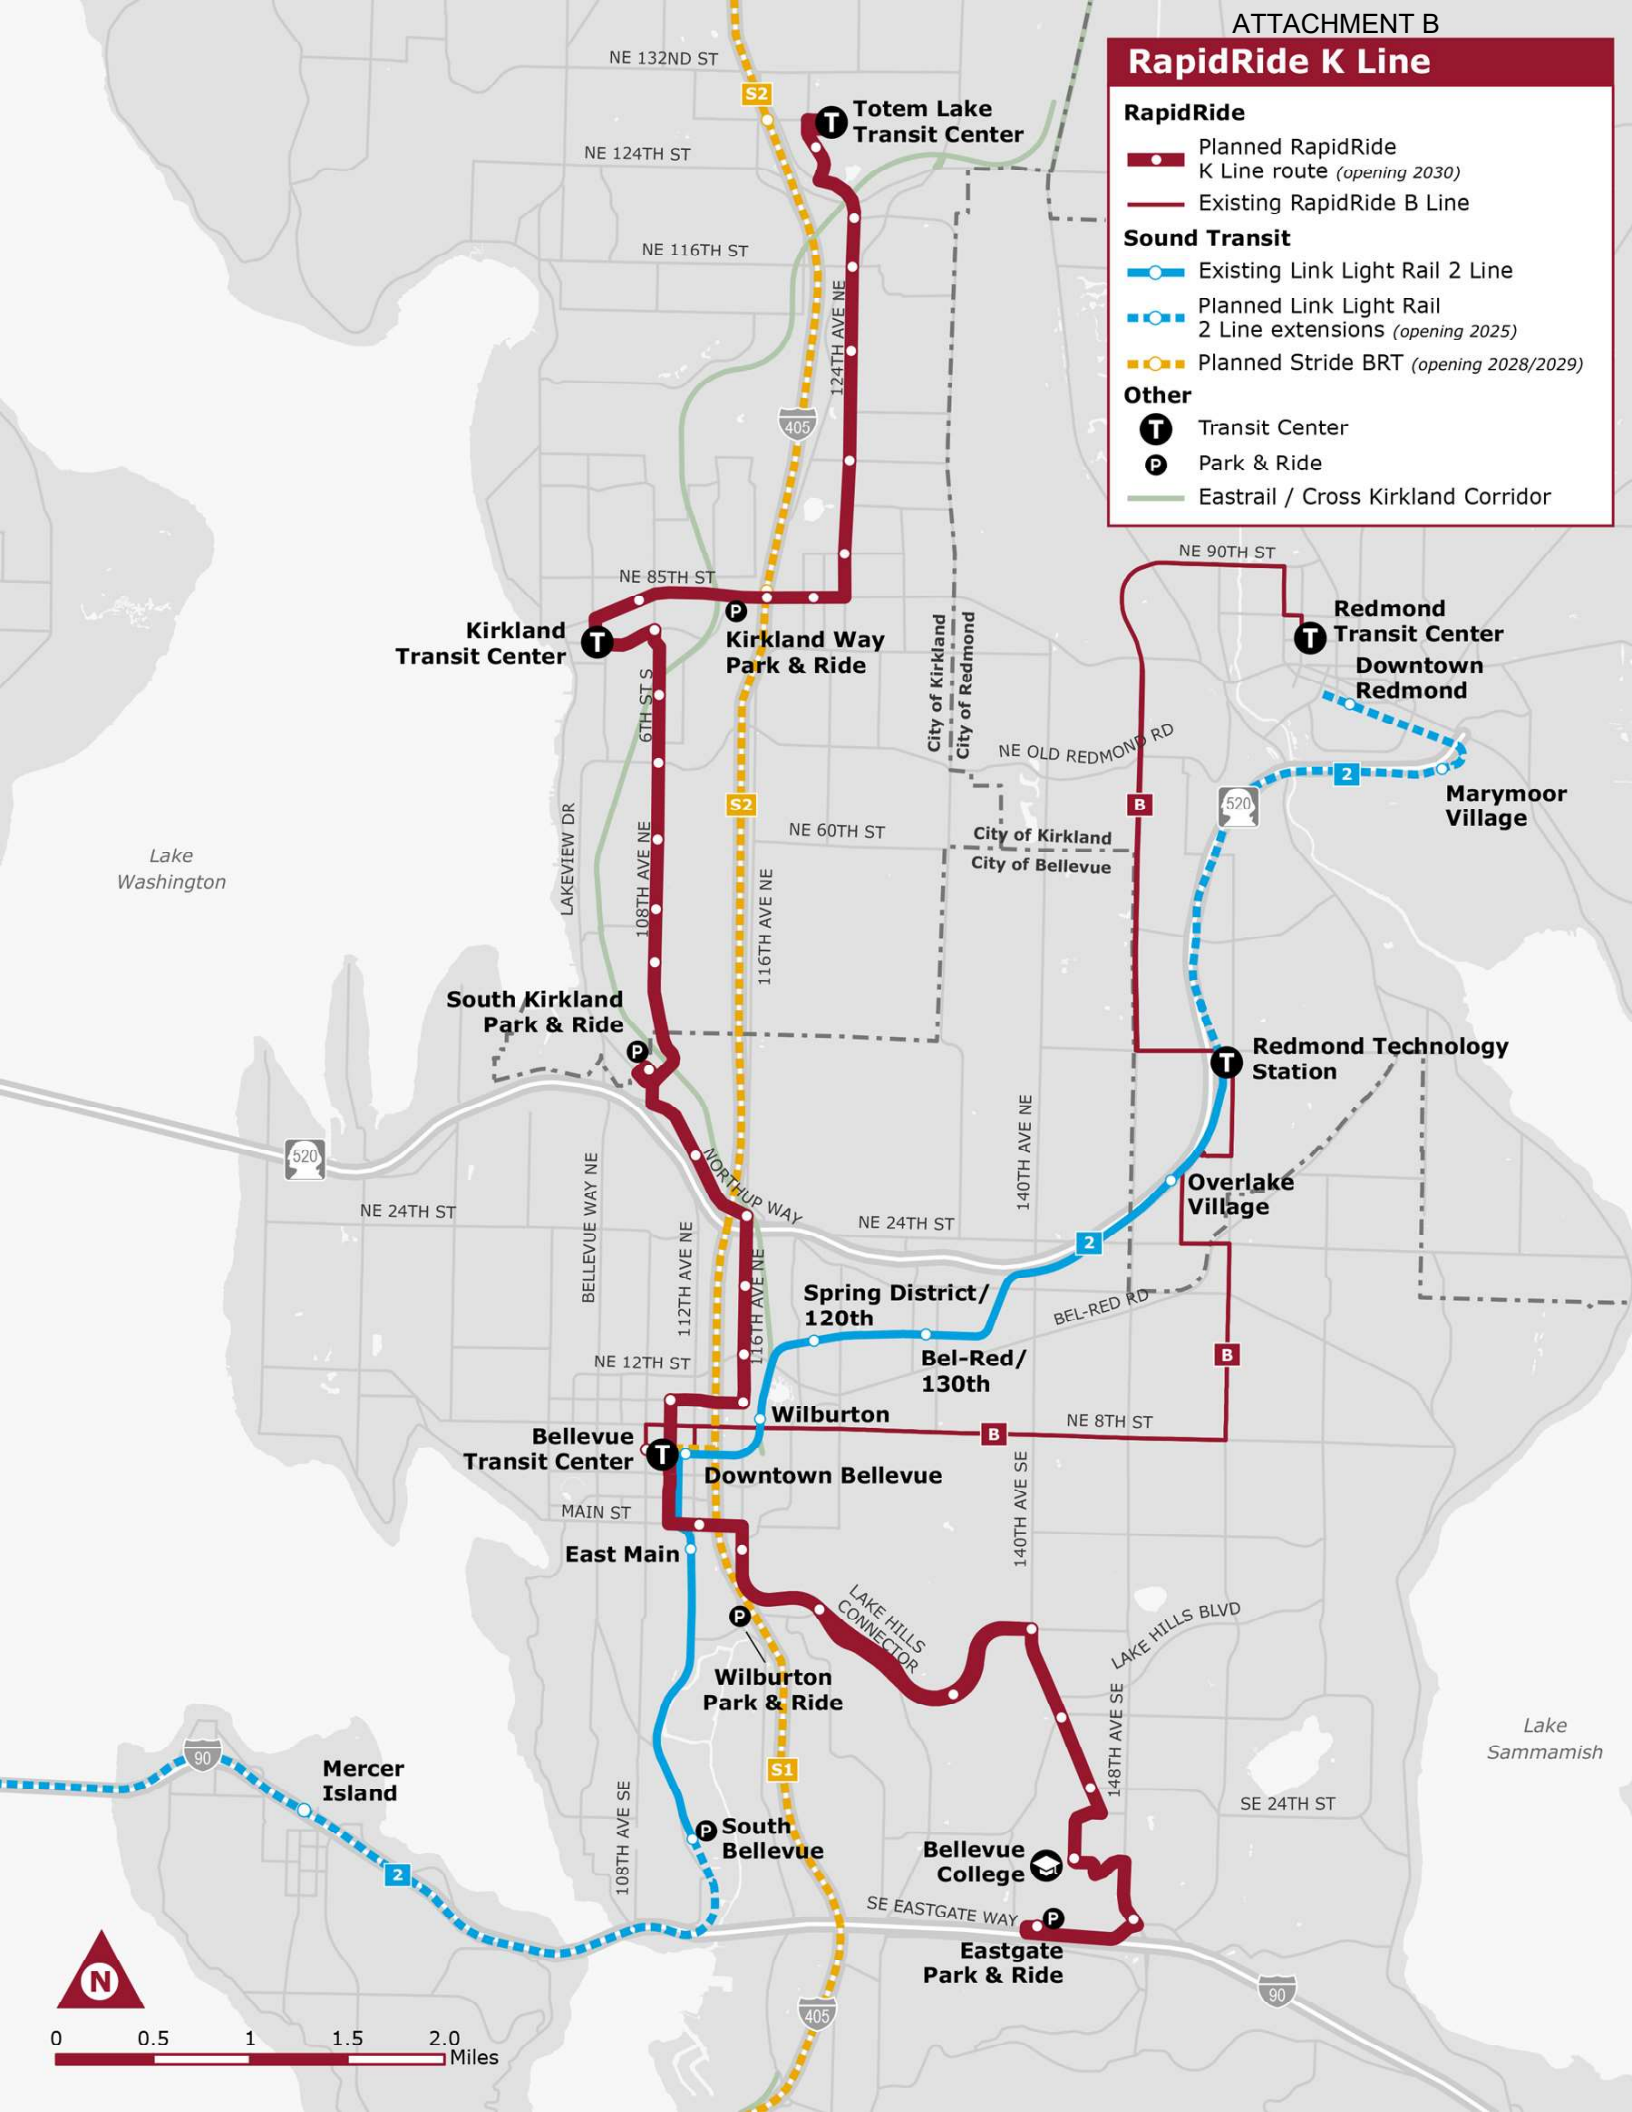 ATTACHMENT B
RapidRide K Line
RapidRide
Planned RapidRide
K Line route (opening 2030)
Existing RapidRide B Line
Sound Transit
Existing Link Light Rail 2 Line
Planned Link Light Rail
2 Line extensions (opening 2025)
Planned Stride BRT (opening 2028/2029)
Other
T
Transit Center
P
Park & Ride
Eastrail / Cross Kirkland Corridor
NE 132ND ST
S2
T
Totem Lake
Transit Center
NE 124TH ST
NE 116TH ST
124TH AVE NE
405
NE 85TH ST
P
Kirkland Way
Park & Ride
Kirkland
Transit Center
T
6TH ST S
City of Kirkland
City of Redmond
NE 90TH ST
Redmond
Transit Center
T
Downtown
Redmond
NE OLD REDMOND RD
2
Marymoor
Village
520
B
S2
NE 60TH ST
City of Kirkland
City of Bellevue
Lake
Washington
LAKEVIEW DR
108TH AVE NE
116TH AVE NE
South Kirkland
Park & Ride
P
T
Redmond Technology
Station
520
NORTHUP WAY
140TH AVE NE
Overlake
Village
NE 24TH ST
BELLEVUE WAY NE
112TH AVE NE
NE 24TH ST
2
116TH AVE NE
Spring District/
120th
BEL-RED RD
Bel-Red/
130th
B
NE 12TH ST
Wilburton
NE 8TH ST
B
Bellevue
Transit Center
T
Downtown Bellevue
140TH AVE SE
MAIN ST
East Main
LAKE HILLS
CONNECTOR
LAKE HILLS BLVD
P
Wilburton
Park & Ride
148TH AVE SE
Lake
Sammamish
90
Mercer
Island
S1
SE 24TH ST
108TH AVE SE
P
South
Bellevue
Bellevue
College
2
SE EASTGATE WAY
P
Eastgate
Park & Ride
N
405
90
0
0.5
1
1.5
2.0
Miles